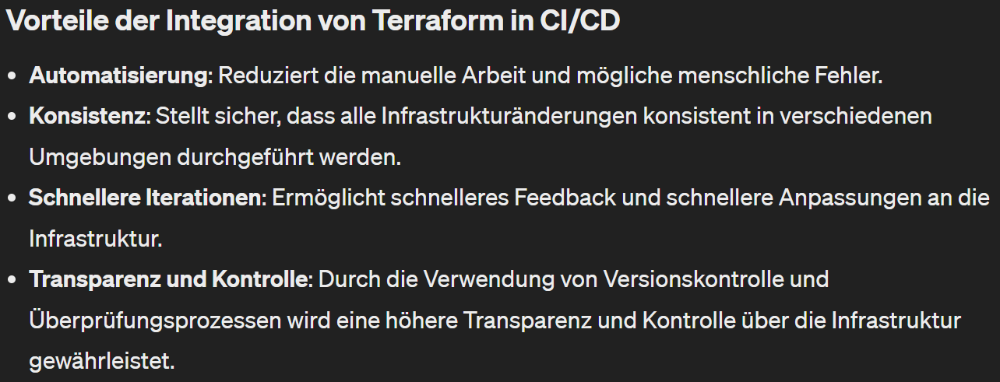 Vorteile der Integration von Terraform in CI/CD
• Automatisierung: Reduziert die manuelle Arbeit und mögliche menschliche Fehler.
• Konsistenz: Stellt sicher, dass alle Infrastrukturänderungen konsistent in verschiedenen
Umgebungen durchgeführt werden.
• Schnellere Iterationen: Ermöglicht schnelleres Feedback und schnellere Anpassungen an die
Infrastruktur.
• Transparenz und Kontrolle: Durch die Verwendung von Versionskontrolle und
Überprüfungsprozessen wird eine höhere Transparenz und Kontrolle über die Infrastruktur
gewährleistet.